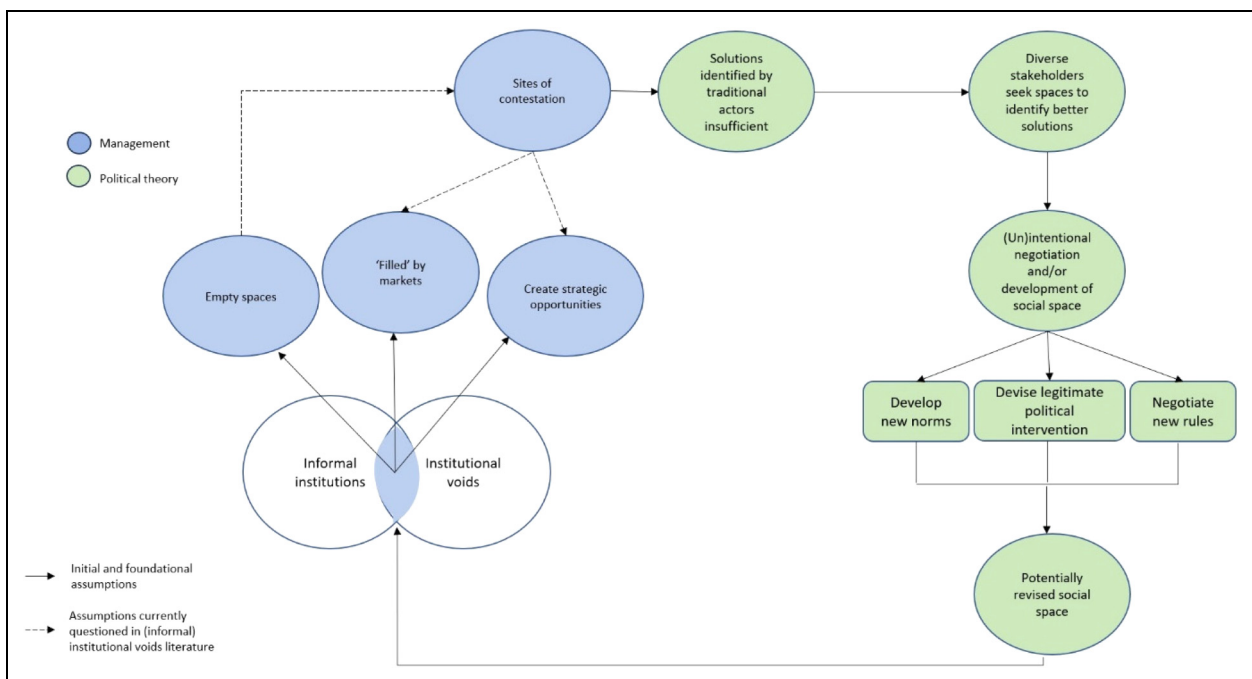 Sites of
contestation
Solutions
identified by
traditional
actors
insufficient
Diverse
stakeholders
seek spaces to
identify better
solutions
Management
Political theory
Empty spaces
‘Filled’ by
markets
Create strategic
opportunities
(Un)intentional
negotiation
and/or
development of
social space
Develop
new norms
Devise legitimate
political
intervention
Negotiate
new rules
Informal
institutions
Institutional
voids
Potentially
revised social
space
Initial and foundational
assumptions
Assumptions currently
questioned in (informal)
institutional voids literature